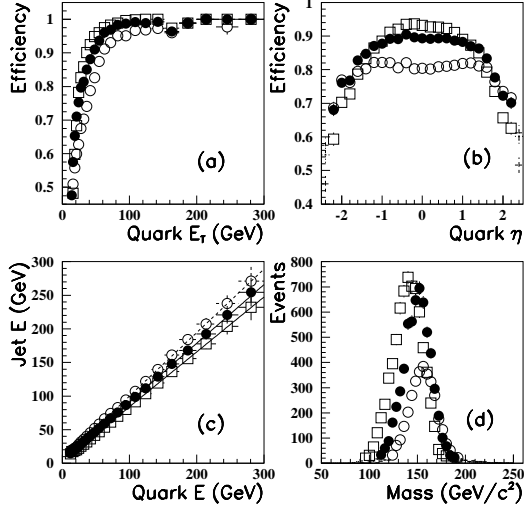 Efficiency
1
0.9
0.8
0.7
0.6
0.5
(a)
0 100 200 300
Quark E_T (GeV)
Efficiency
1
0.9
0.8
0.7
0.6
0.5
0.4
(b)
-2 -1 0 1 2
Quark η
Jet E (GeV)
300
250
200
150
100
50
0
(c)
0 100 200 300
Quark E (GeV)
Events
800
700
600
500
400
300
200
100
0
(d)
50 100 150 200 250
Mass (GeV/c²)